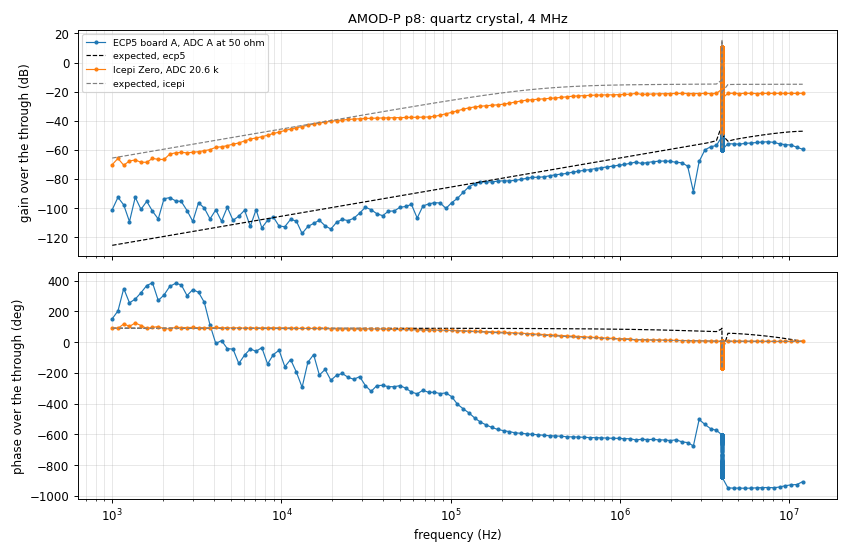 AMOD-P p8: quartz crystal, 4 MHz
gain over the through (dB)
20
0
−20
−40
−60
−80
−100
−120
ECP5 board A, ADC A at 50 ohm
expected, ecp5
Icepi Zero, ADC 20.6 k
expected, icepi
phase over the through (deg)
400
200
0
−200
−400
−600
−800
−1000
10³ 10⁴ 10⁵ 10⁶ 10⁷
frequency (Hz)